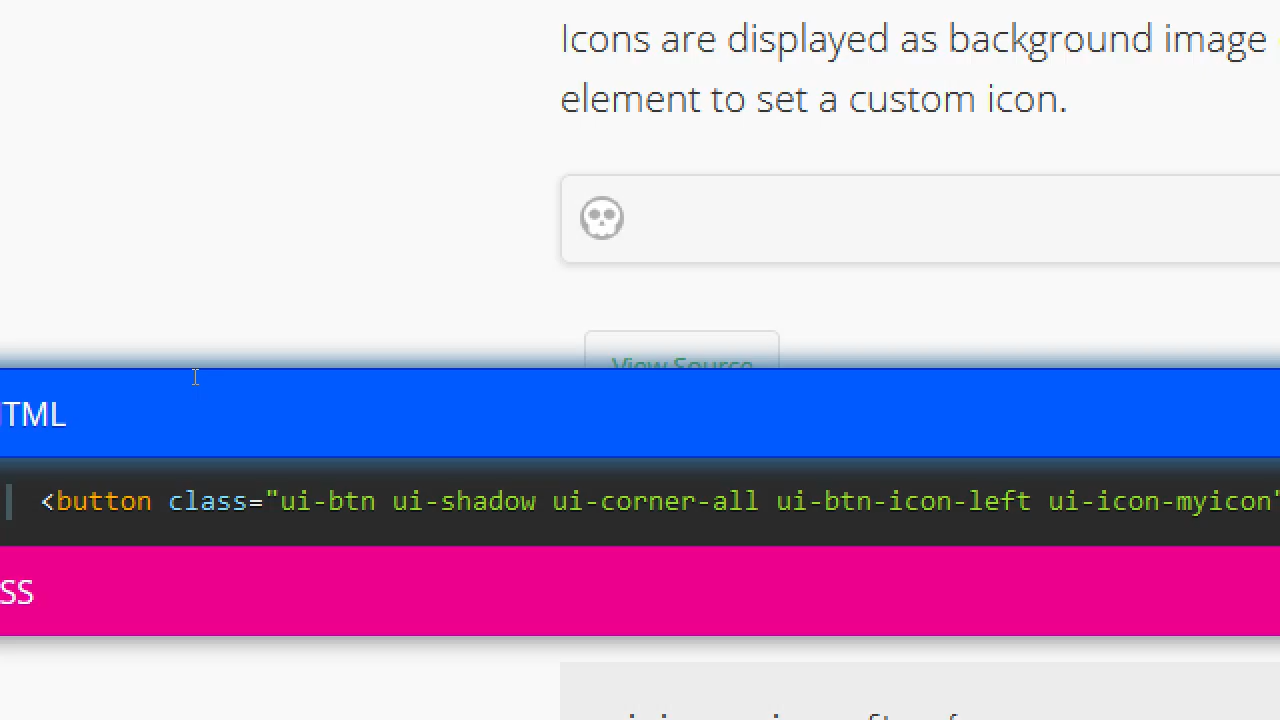 Icons are displayed as background image
element to set a custom icon.
View Source
TML
<button class="ui-btn ui-shadow ui-corner-all ui-btn-icon-left ui-icon-myicon"
SS